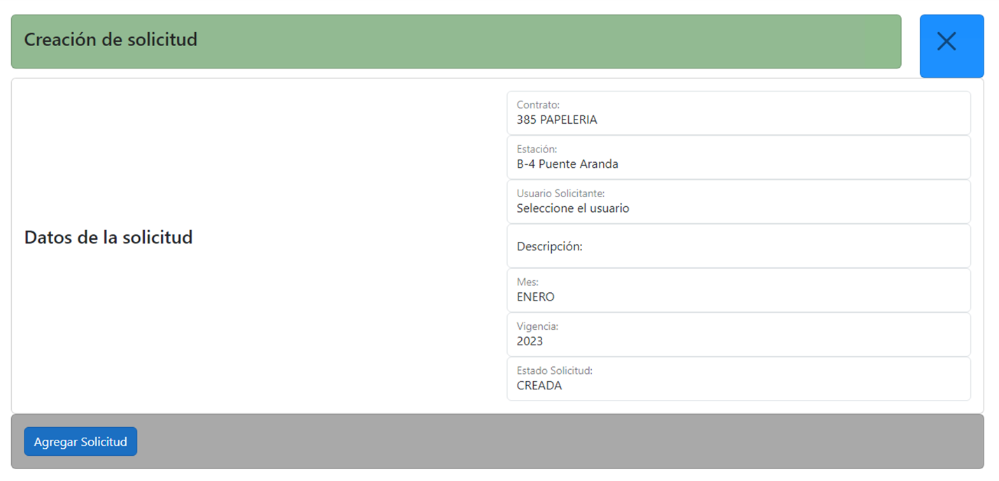 Creación de solicitud
Datos de la solicitud
Contrato:
385 PAPELERIA
Estación:
B-4 Puente Aranda
Usuario Solicitante:
Seleccione el usuario
Descripción:
Mes:
ENERO
Vigencia:
2023
Estado Solicitud:
CREADA
Agregar Solicitud